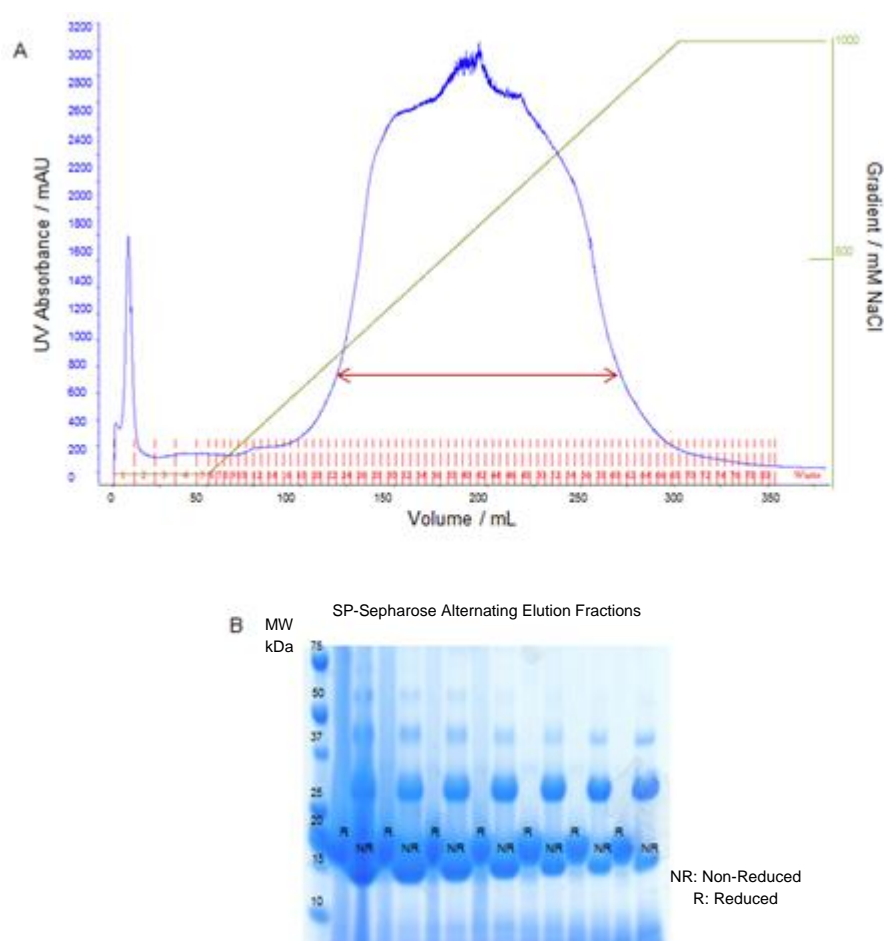 A
3200
3000
2800
2600
2400
2200
2000
1800
1600
1400
1200
1000
800
600
400
200
0
UV Absorbance / mAU
1000
500
Gradient / mM NaCl
0 50 100 150 200 250 300 350
Waste
Volume / mL
SP-Sepharose Alternating Elution Fractions
B
MW
kDa
75
50
37
25
20
15
10
R R R R R R R
NR NR NR NR NR NR NR
NR: Non-Reduced
R: Reduced